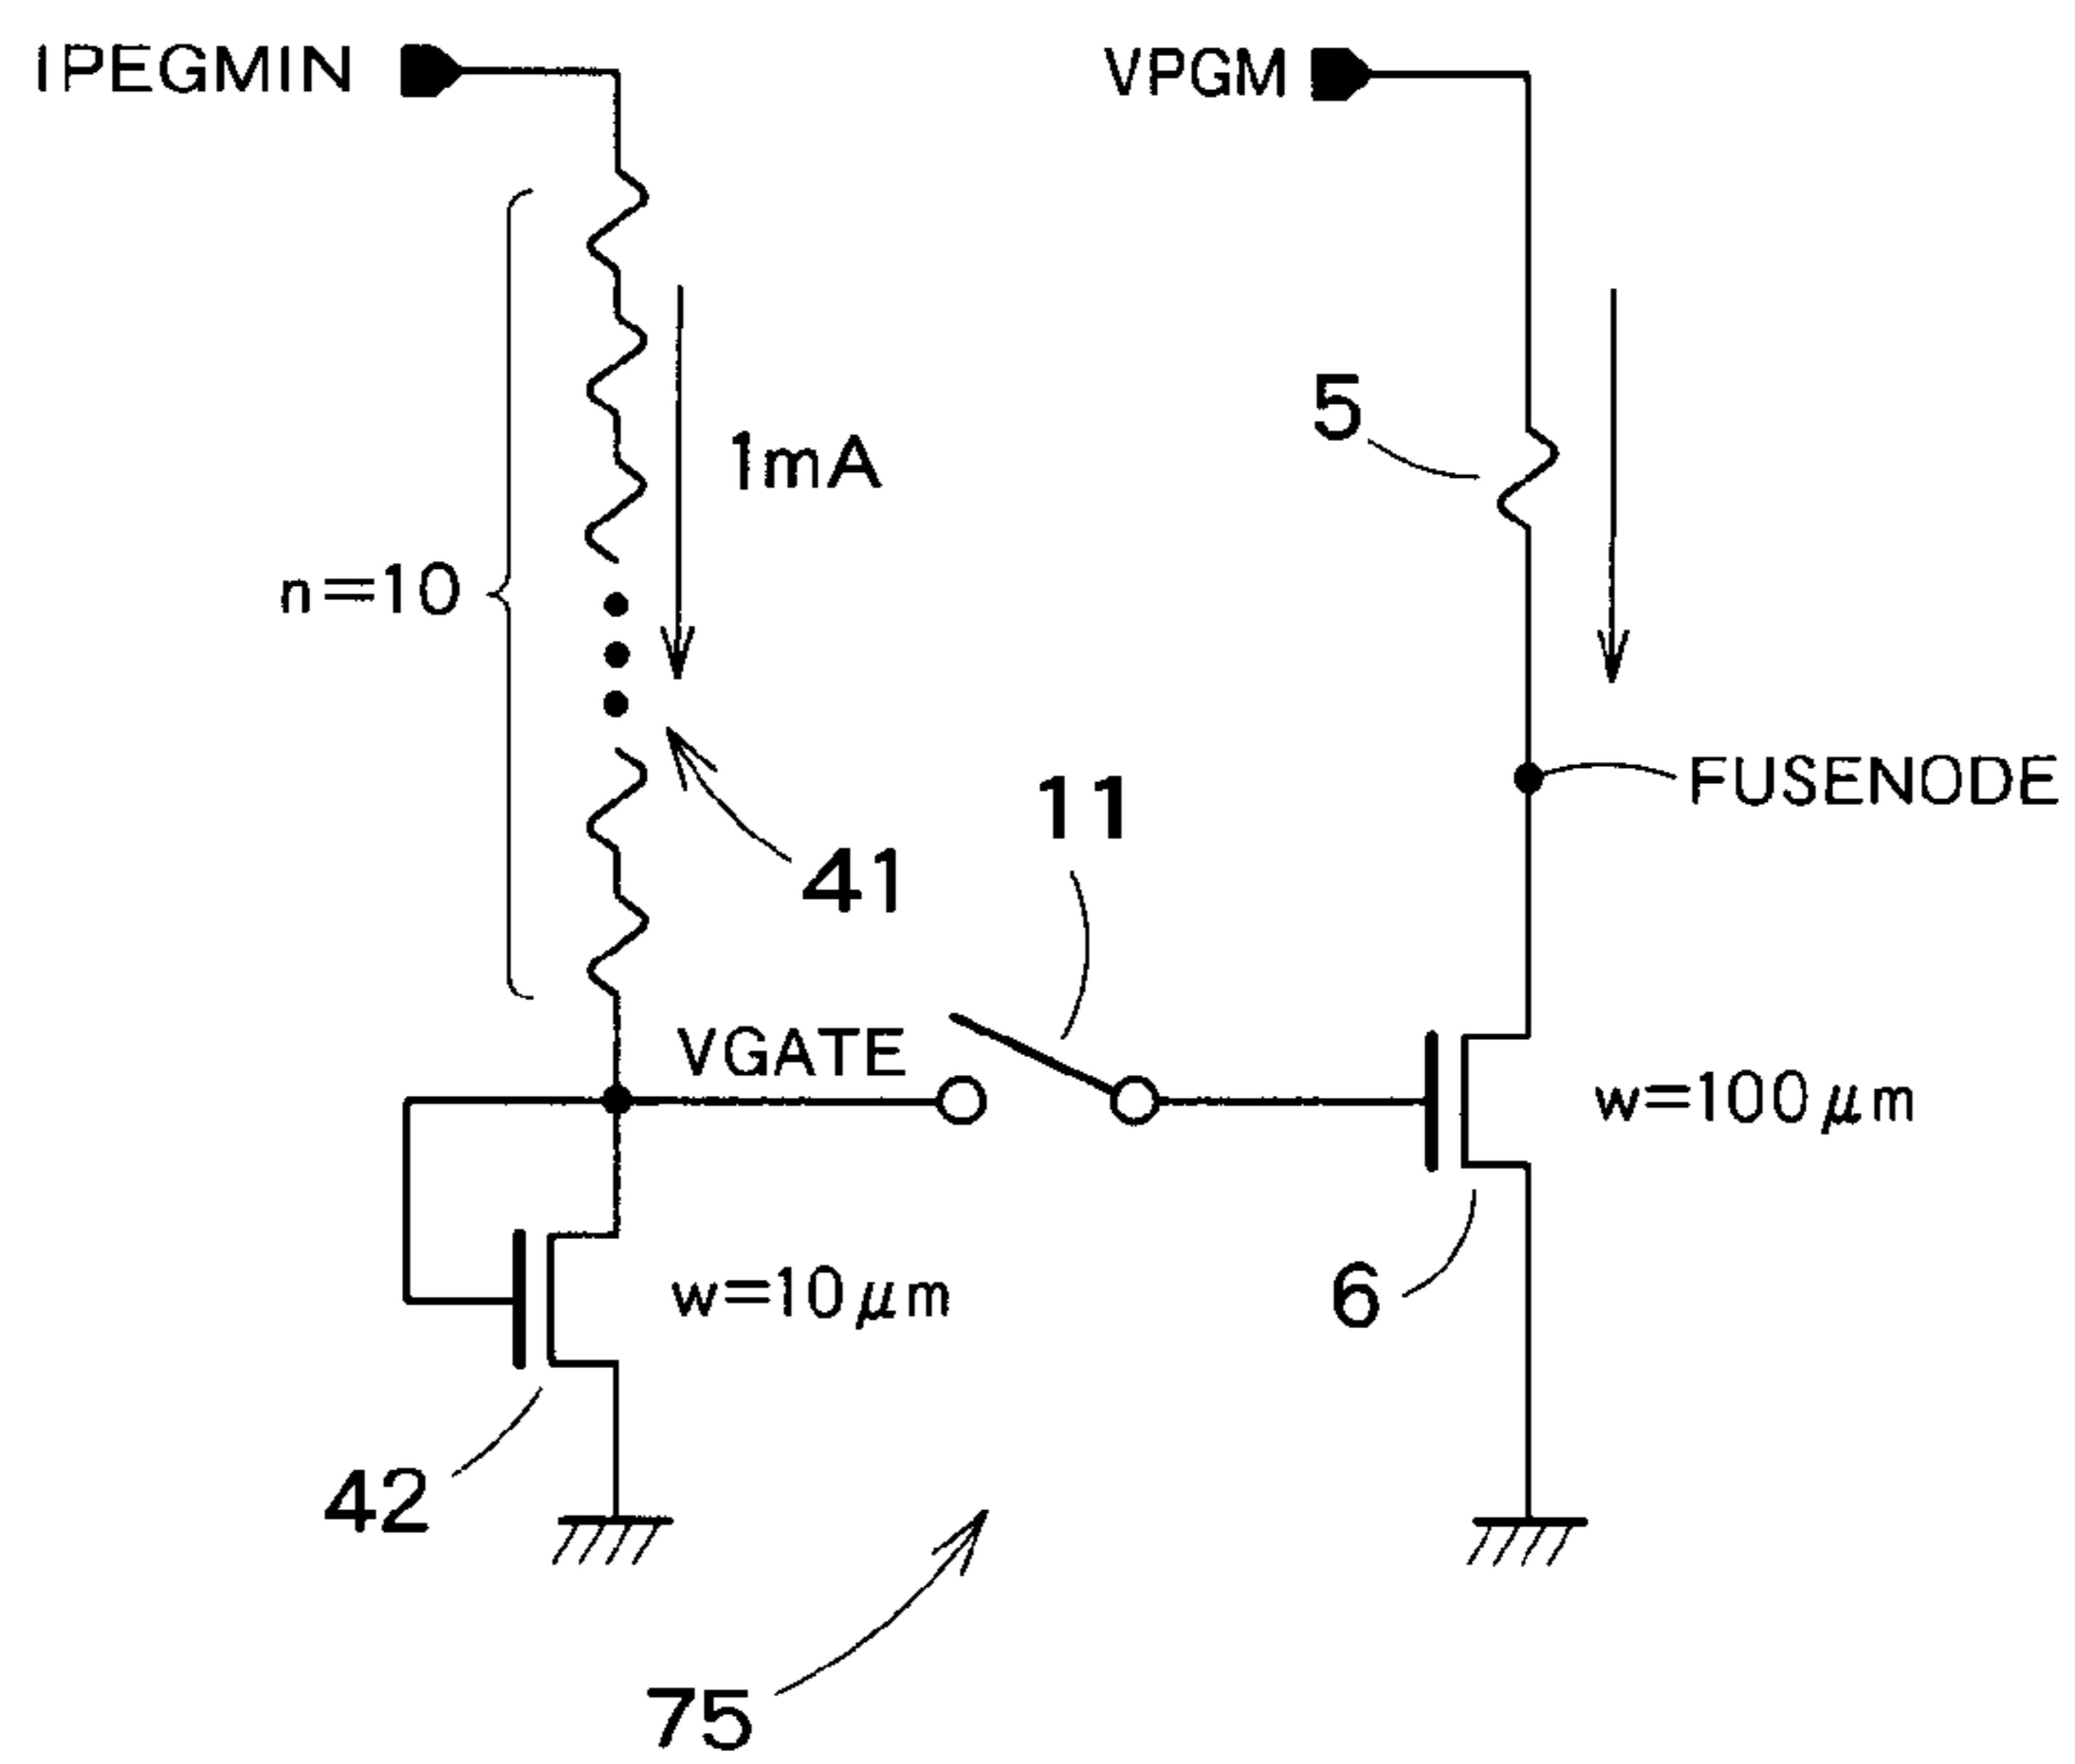 IPEGMIN
VPGM
5
1mA
n=10
FUSENODE
11
41
VGATE
w=100μm
w=10μm
6
42
75